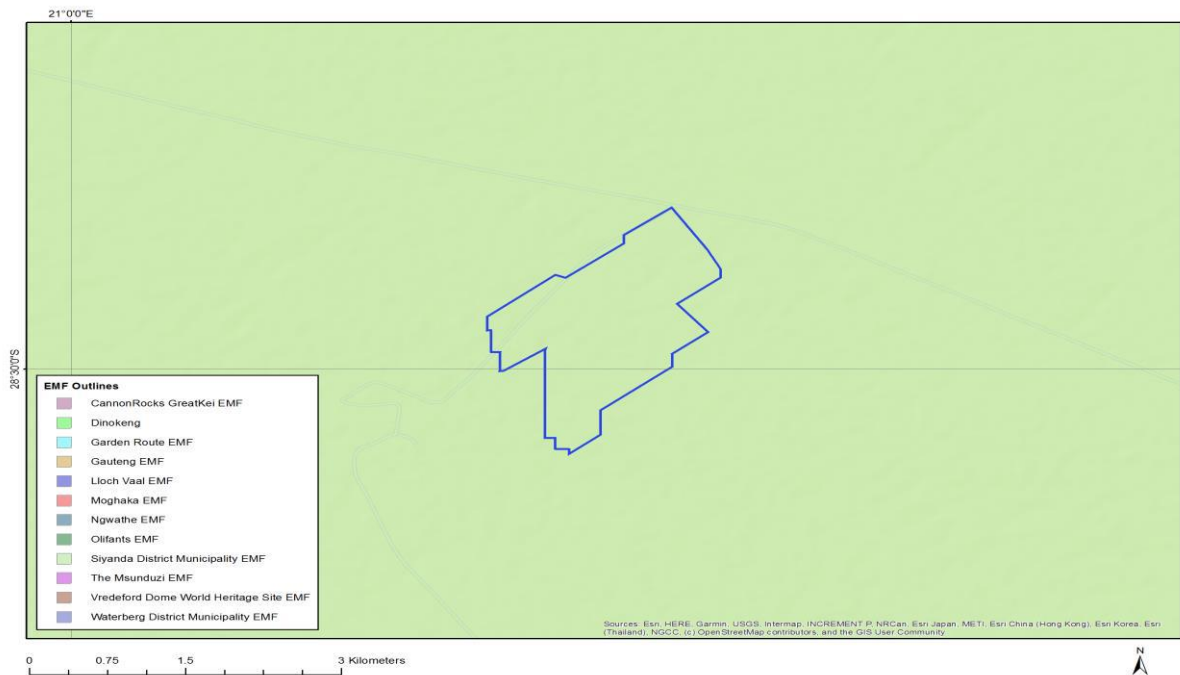 21°0'0"E
28°30'0"S
EMF Outlines
CannonRocks GreatKei EMF
Dinokeng
Garden Route EMF
Gauteng EMF
Lloch Vaal EMF
Moghaka EMF
Ngwathe EMF
Olifants EMF
Siyanda District Municipality EMF
The Msunduzi EMF
Vredeford Dome World Heritage Site EMF
Waterberg District Municipality EMF
Sources: Esri, HERE, Garmin, USGS, Intermap, INCREMENT P, NRCan, Esri Japan, METI, Esri China (Hong Kong), Esri Korea, Esri
(Thailand), NGCC, (c) OpenStreetMap contributors, and the GIS User Community
0 0.75 1.5 3 Kilometers
N